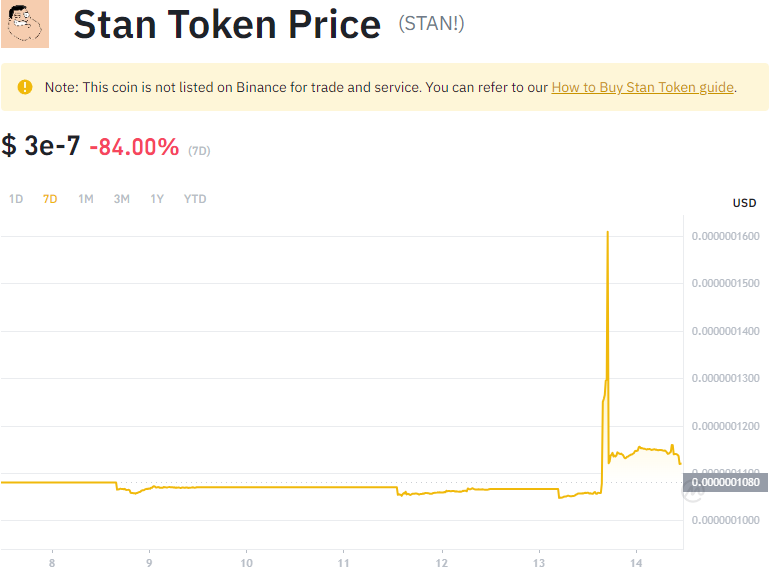 Stan Token Price (STAN!)
Note: This coin is not listed on Binance for trade and service. You can refer to our How to Buy Stan Token guide.
$ 3e-7 -84.00% (7D)
1D 7D 1M 3M 1Y YTD
USD
0.0000001600
0.0000001500
0.0000001400
0.0000001300
0.0000001200
0.0000001100
0.0000001080
0.0000001000
8 9 10 11 12 13 14